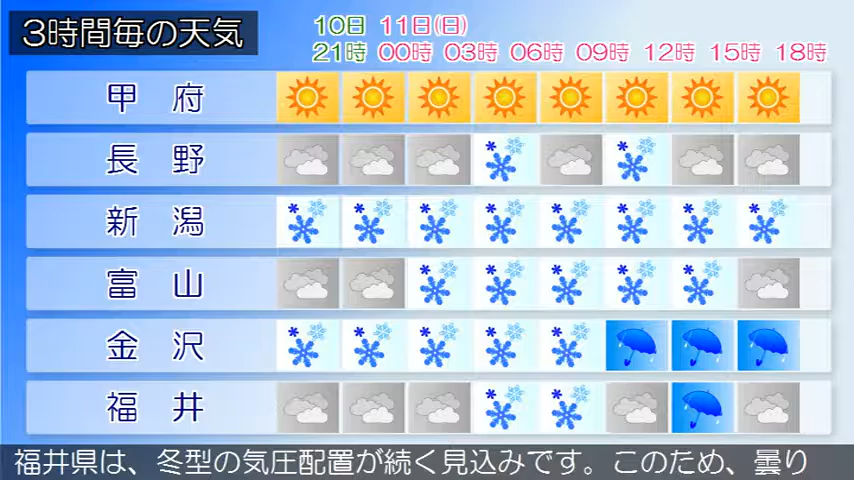 3時間毎の天気
10日 11日(日)
21時 00時 03時 06時 09時 12時 15時 18時
甲府
長野
新潟
富山
金沢
福井
福井県は、冬型の気圧配置が続く見込みです。このため、曇り